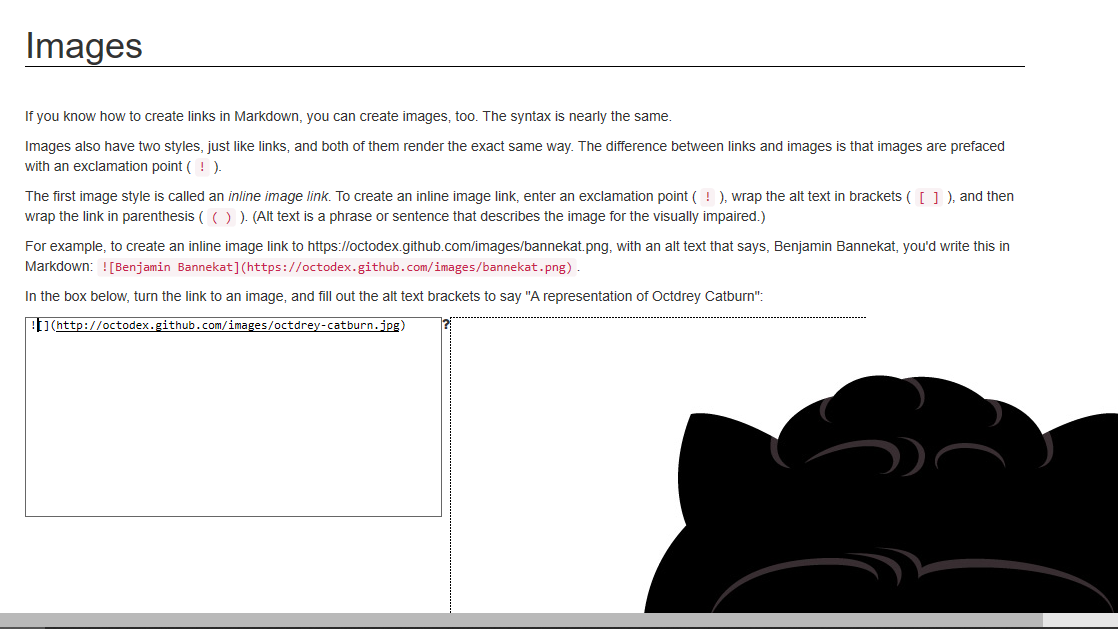 Images
If you know how to create links in Markdown, you can create images, too. The syntax is nearly the same.
Images also have two styles, just like links, and both of them render the exact same way. The difference between links and images is that images are prefaced
with an exclamation point ( ! ).
The first image style is called an inline image link. To create an inline image link, enter an exclamation point ( ! ), wrap the alt text in brackets ( [ ] ), and then
wrap the link in parenthesis ( ( ) ). (Alt text is a phrase or sentence that describes the image for the visually impaired.)
For example, to create an inline image link to https://octodex.github.com/images/bannekat.png, with an alt text that says, Benjamin Bannekat, you'd write this in
Markdown: ![Benjamin Bannekat](https://octodex.github.com/images/bannekat.png).
In the box below, turn the link to an image, and fill out the alt text brackets to say "A representation of Octdrey Catburn":
![](http://octodex.github.com/images/octdrey-catburn.jpg) ?